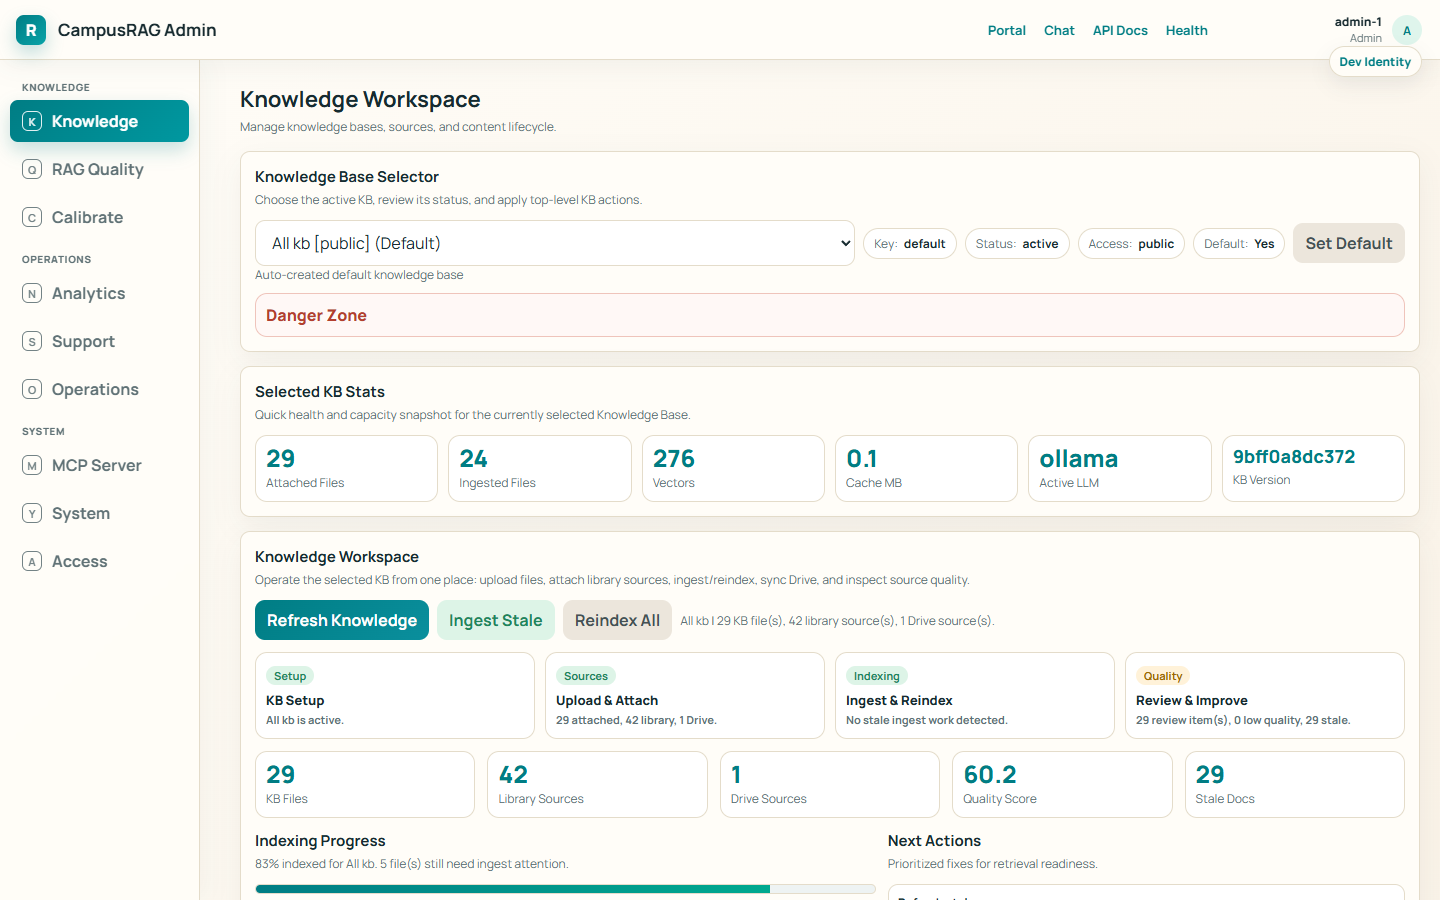 R CampusRAG Admin
Portal Chat API Docs Health
admin-1
Admin
A
Dev Identity
KNOWLEDGE
K Knowledge
Q RAG Quality
C Calibrate
OPERATIONS
N Analytics
S Support
O Operations
SYSTEM
M MCP Server
Y System
A Access
Knowledge Workspace
Manage knowledge bases, sources, and content lifecycle.
Knowledge Base Selector
Choose the active KB, review its status, and apply top-level KB actions.
All kb [public] (Default)
Key: default
Status: active
Access: public
Default: Yes
Set Default
Auto-created default knowledge base
Danger Zone
Selected KB Stats
Quick health and capacity snapshot for the currently selected Knowledge Base.
29
Attached Files
24
Ingested Files
276
Vectors
0.1
Cache MB
ollama
Active LLM
9bff0a8dc372
KB Version
Knowledge Workspace
Operate the selected KB from one place: upload files, attach library sources, ingest/reindex, sync Drive, and inspect source quality.
Refresh Knowledge
Ingest Stale
Reindex All
All kb | 29 KB file(s), 42 library source(s), 1 Drive source(s).
Setup
KB Setup
All kb is active.
Sources
Upload & Attach
29 attached, 42 library, 1 Drive.
Indexing
Ingest & Reindex
No stale ingest work detected.
Quality
Review & Improve
29 review item(s), 0 low quality, 29 stale.
29
KB Files
42
Library Sources
1
Drive Sources
60.2
Quality Score
29
Stale Docs
Indexing Progress
83% indexed for All kb. 5 file(s) still need ingest attention.
Next Actions
Prioritized fixes for retrieval readiness.